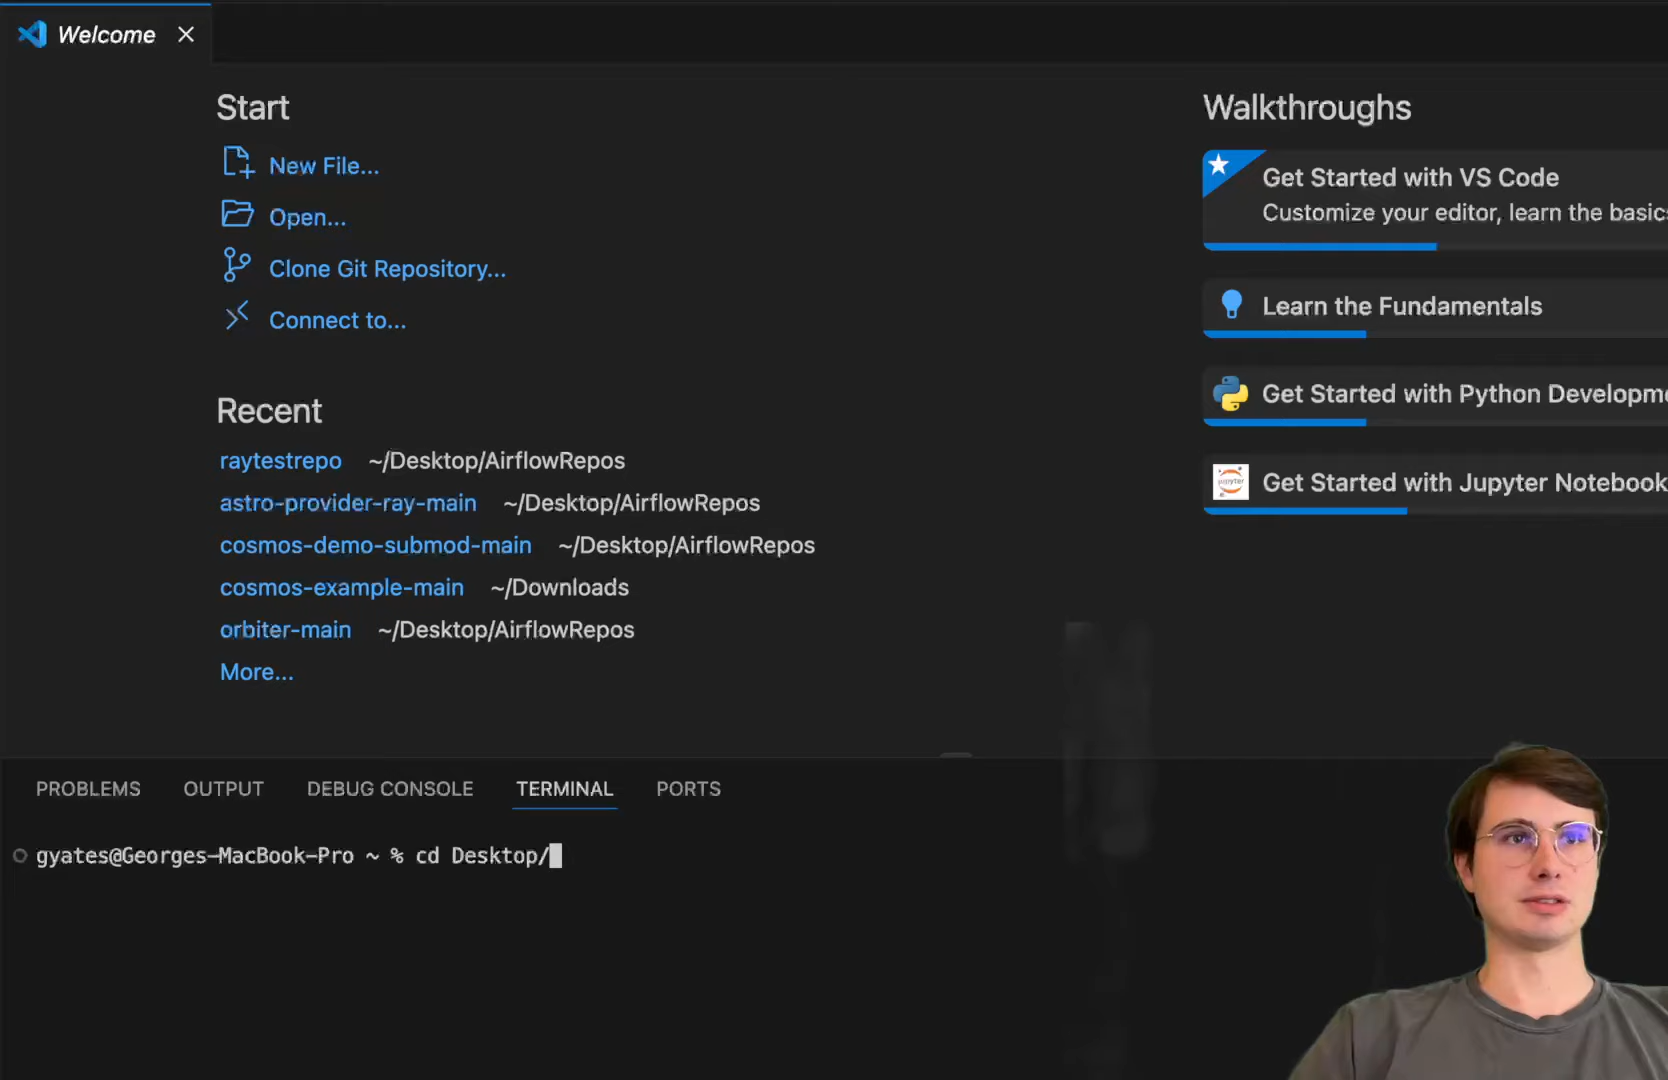 Welcome
Start
New File...
Open...
Clone Git Repository...
Connect to...
Recent
raytestrepo ~/Desktop/AirflowRepos
astro-provider-ray-main ~/Desktop/AirflowRepos
cosmos-demo-submod-main ~/Desktop/AirflowRepos
cosmos-example-main ~/Downloads
orbiter-main ~/Desktop/AirflowRepos
More...
Walkthroughs
Get Started with VS Code
Customize your editor, learn the basics
Learn the Fundamentals
Get Started with Python Developme
jupyter
Get Started with Jupyter Notebook
PROBLEMS OUTPUT DEBUG CONSOLE TERMINAL PORTS
gyates@Georges-MacBook-Pro ~ % cd Desktop/